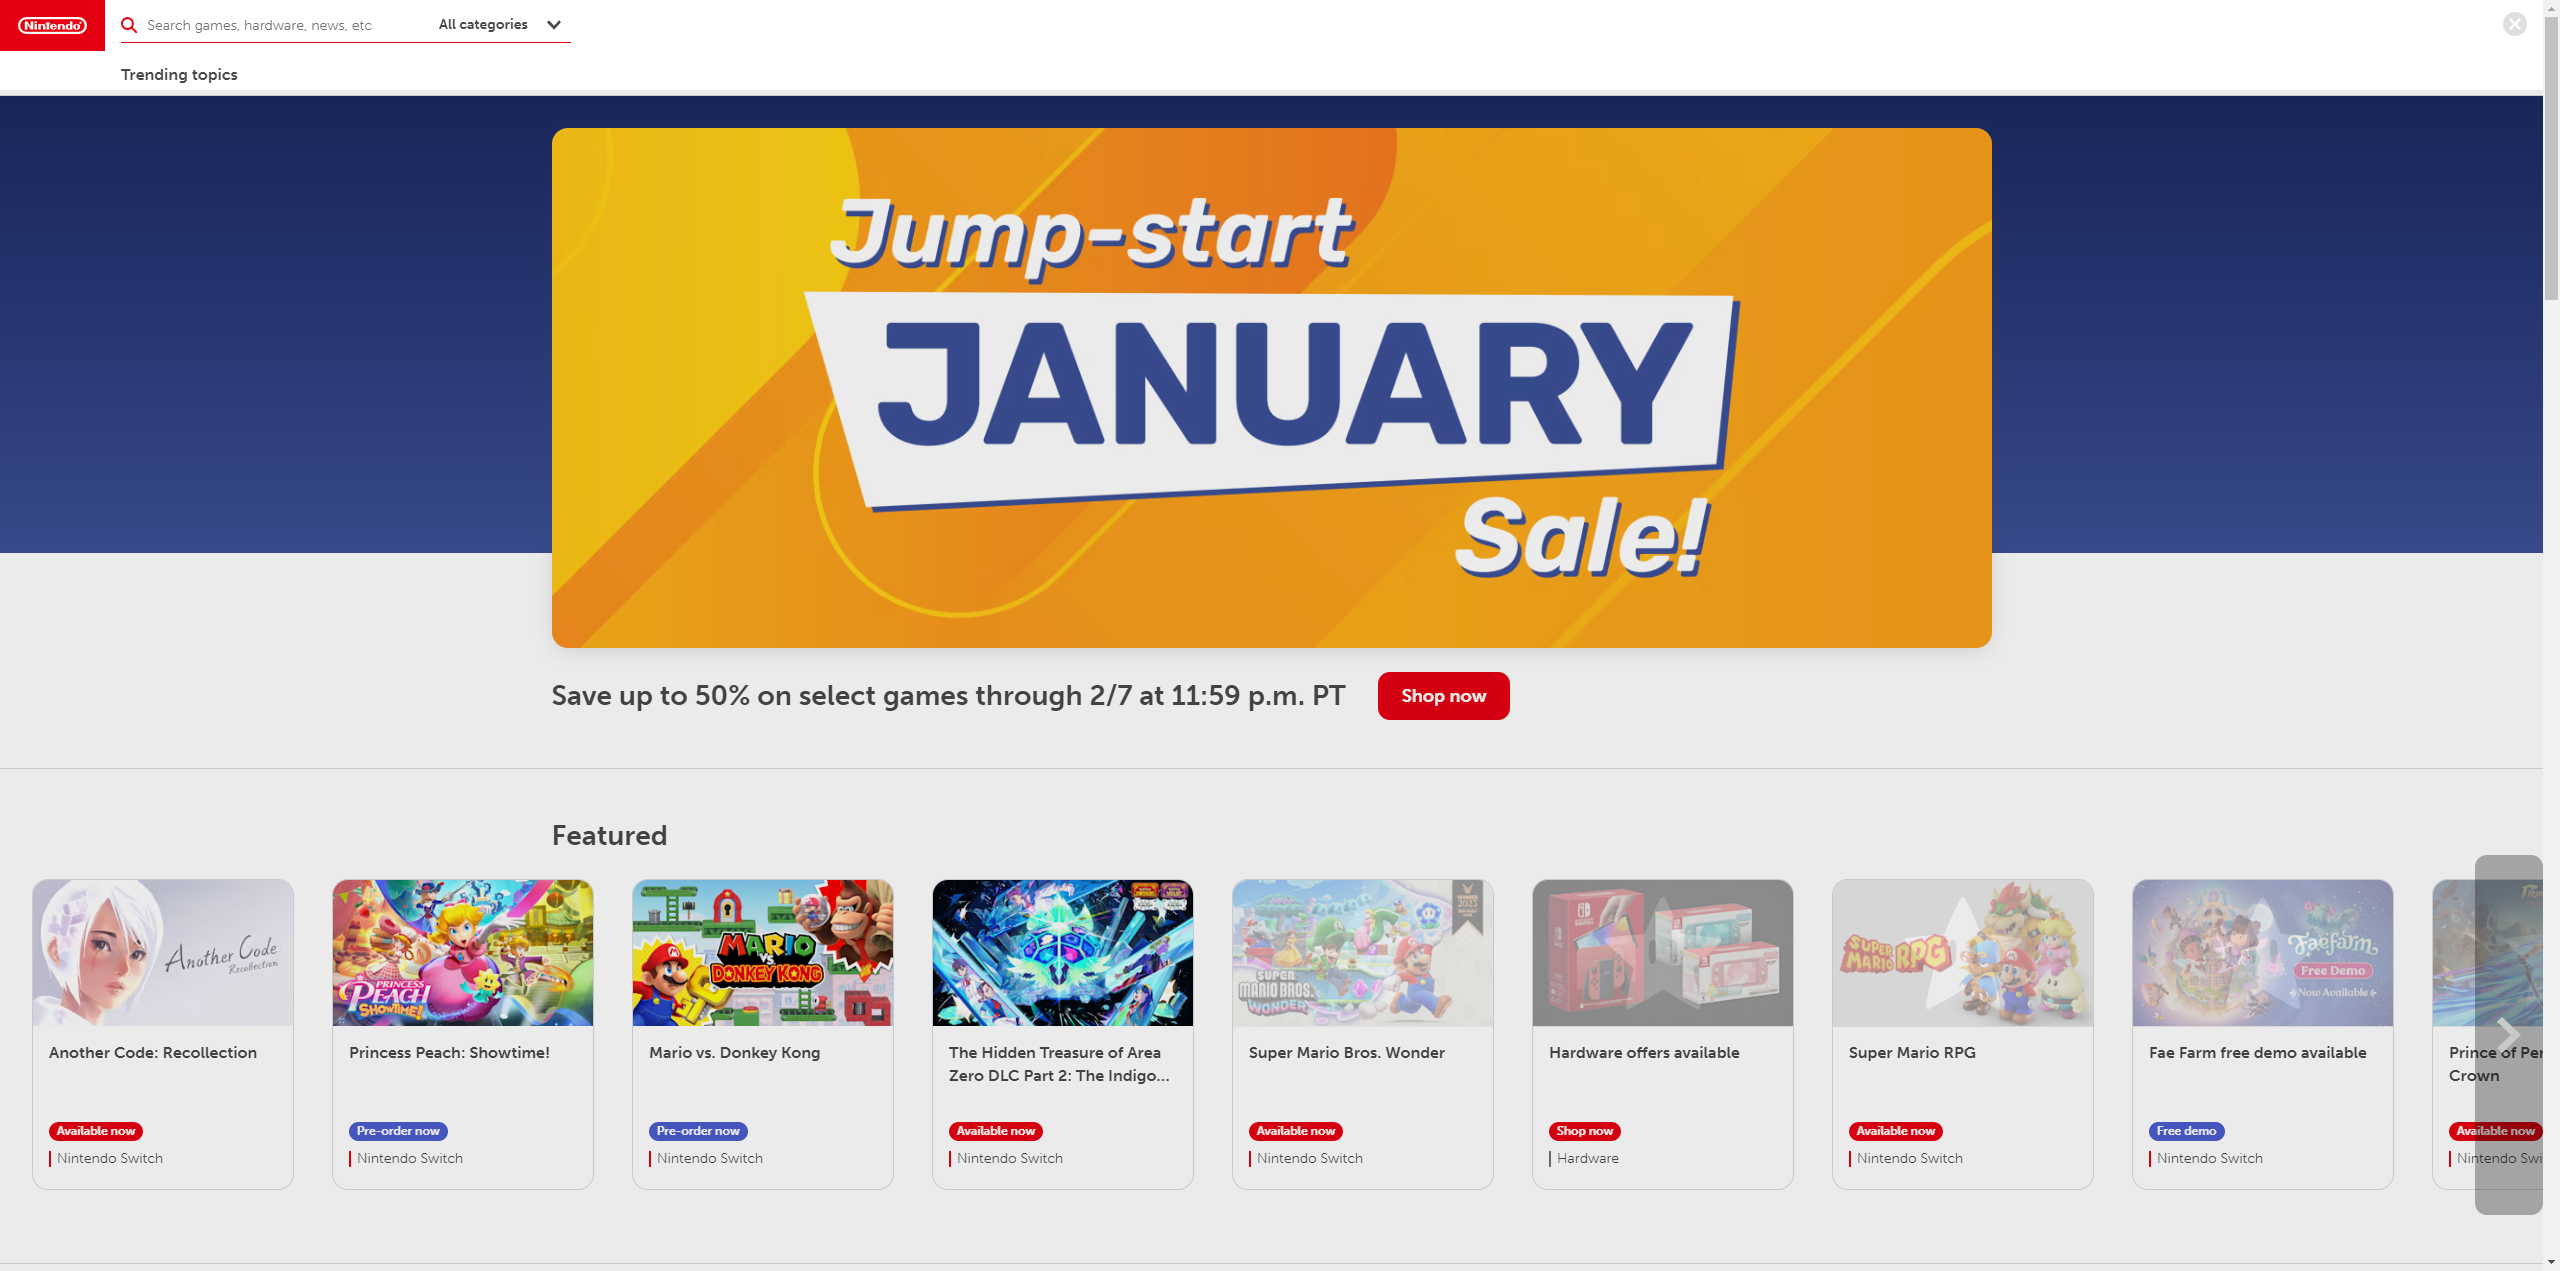 Nintendo
Search games, hardware, news, etc
All categories
Trending topics
Jump-start
JANUARY
Sale!
Save up to 50% on select games through 2/7 at 11:59 p.m. PT
Shop now
Featured
Another Code
Recollection
Another Code: Recollection
Available now
Nintendo Switch
PRINCESS
PEACH
SHOWTIME!
Princess Peach: Showtime!
Pre-order now
Nintendo Switch
MARIO
VS
DONKEY KONG
Mario vs. Donkey Kong
Pre-order now
Nintendo Switch
The Hidden Treasure of Area
Zero DLC Part 2: The Indigo...
Available now
Nintendo Switch
SUPER
MARIO BROS.
WONDER
Super Mario Bros. Wonder
Available now
Nintendo Switch
Hardware offers available
Shop now
Hardware
SUPER
MARIO RPG
Super Mario RPG
Available now
Nintendo Switch
Faefarm
Free Demo
Now Available
Fae Farm free demo available
Free demo
Nintendo Switch
Prince of Per
Crown
Available now
Nintendo Swi